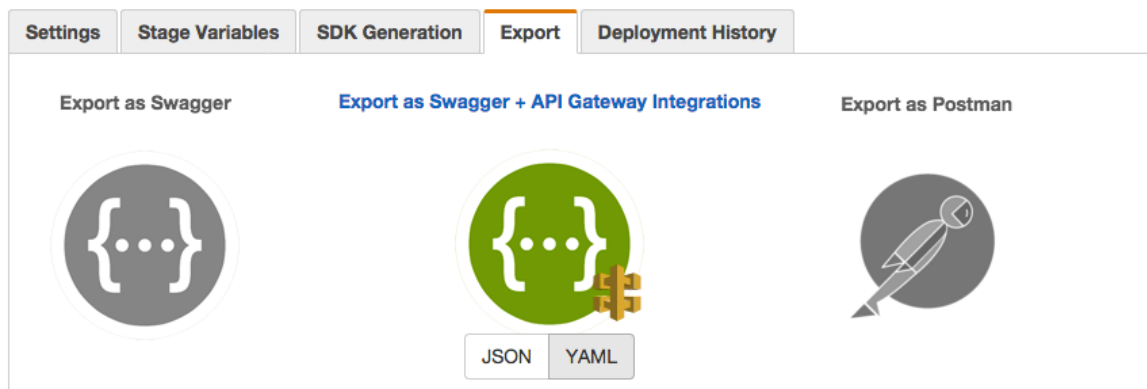 Settings
Stage Variables
SDK Generation
Export
Deployment History
Export as Swagger
Export as Swagger + API Gateway Integrations
Export as Postman
{...}
{...}
JSON
YAML